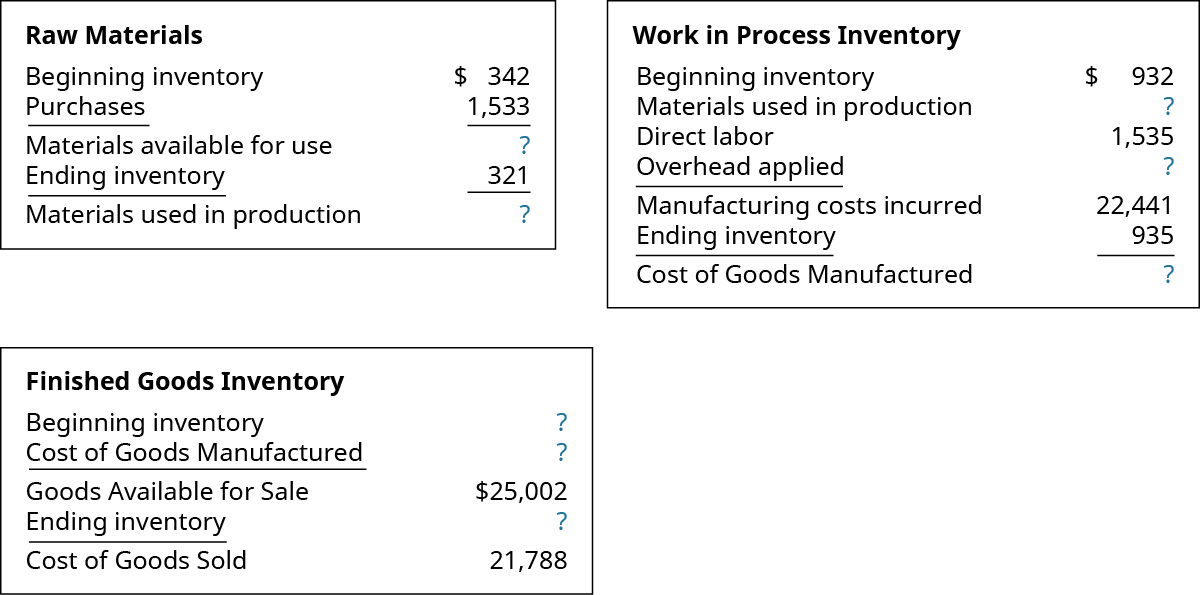 Raw Materials
Beginning inventory $ 342
Purchases 1,533
Materials available for use ?
Ending inventory 321
Materials used in production ?
Work in Process Inventory
Beginning inventory $ 932
Materials used in production ?
Direct labor 1,535
Overhead applied ?
Manufacturing costs incurred 22,441
Ending inventory 935
Cost of Goods Manufactured ?
Finished Goods Inventory
Beginning inventory ?
Cost of Goods Manufactured ?
Goods Available for Sale $25,002
Ending inventory ?
Cost of Goods Sold 21,788